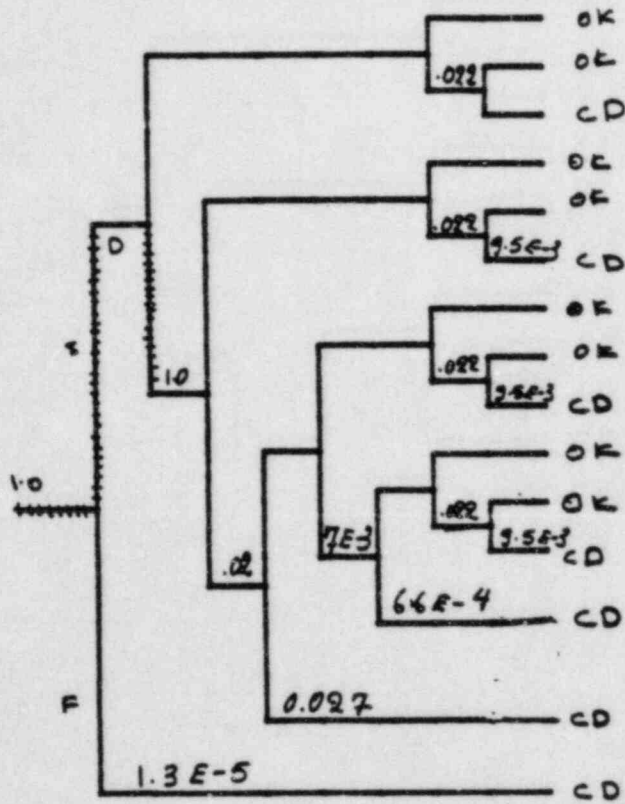 OK
.022 OK
CD
OK
OK
.022 9.5E-3 CD
D
OK
OK
1.0 .022 9.5E-3 CD
OK
1.0 OK
.022
7E-3 9.5E-3 CD
.02
6.6E-4 CD
F
0.027 CD
1.3E-5 CD